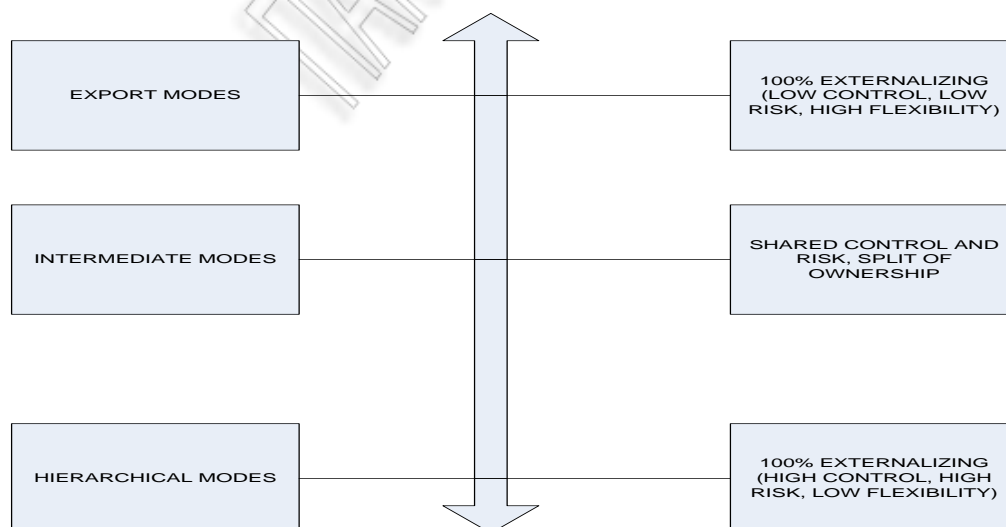 EXPORT MODES
100% EXTERNALIZING
(LOW CONTROL, LOW
RISK, HIGH FLEXIBILITY)
INTERMEDIATE MODES
SHARED CONTROL AND
RISK, SPLIT OF
OWNERSHIP
HIERARCHICAL MODES
100% EXTERNALIZING
(HIGH CONTROL, HIGH
RISK, LOW FLEXIBILITY)